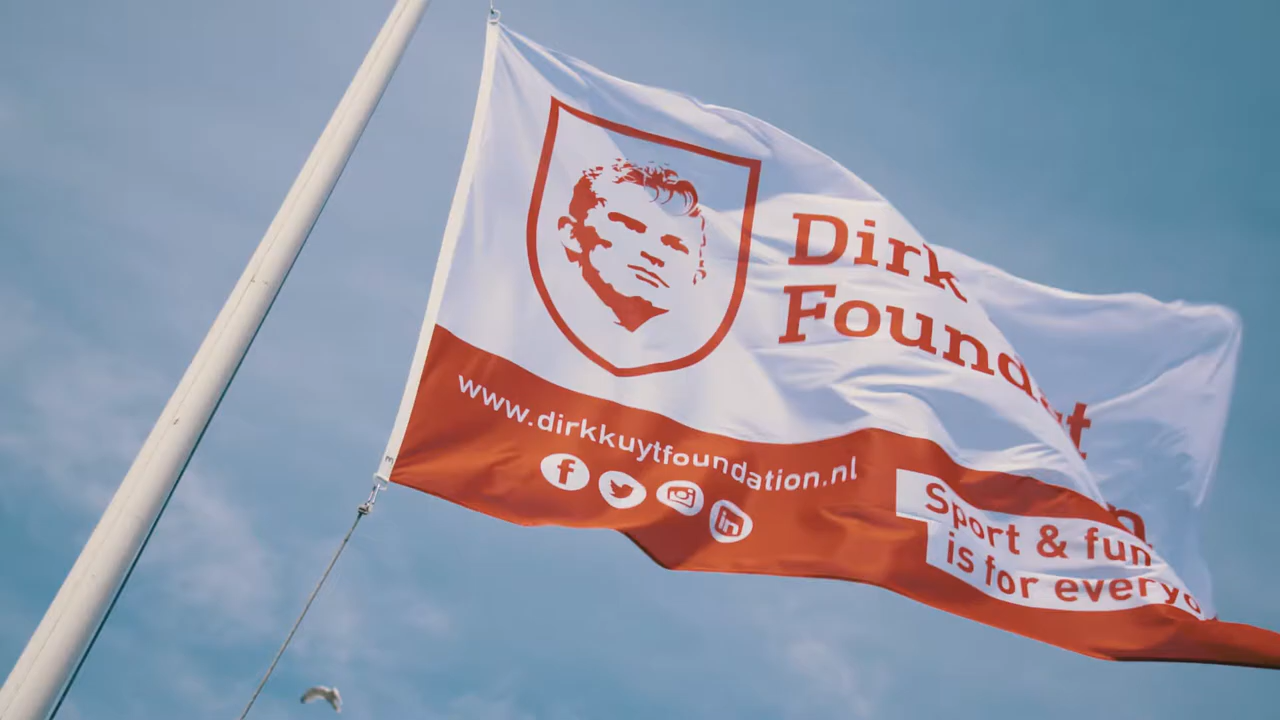 Dirk
Found
www.dirkkuytfoundation.nl
Sport & fun
is for everyo